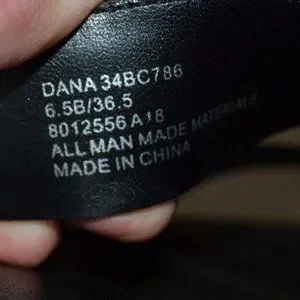 DANA 34BC786
6.5B/36.5
8012556 A18
ALL MAN MADE MATERIALS
MADE IN CHINA